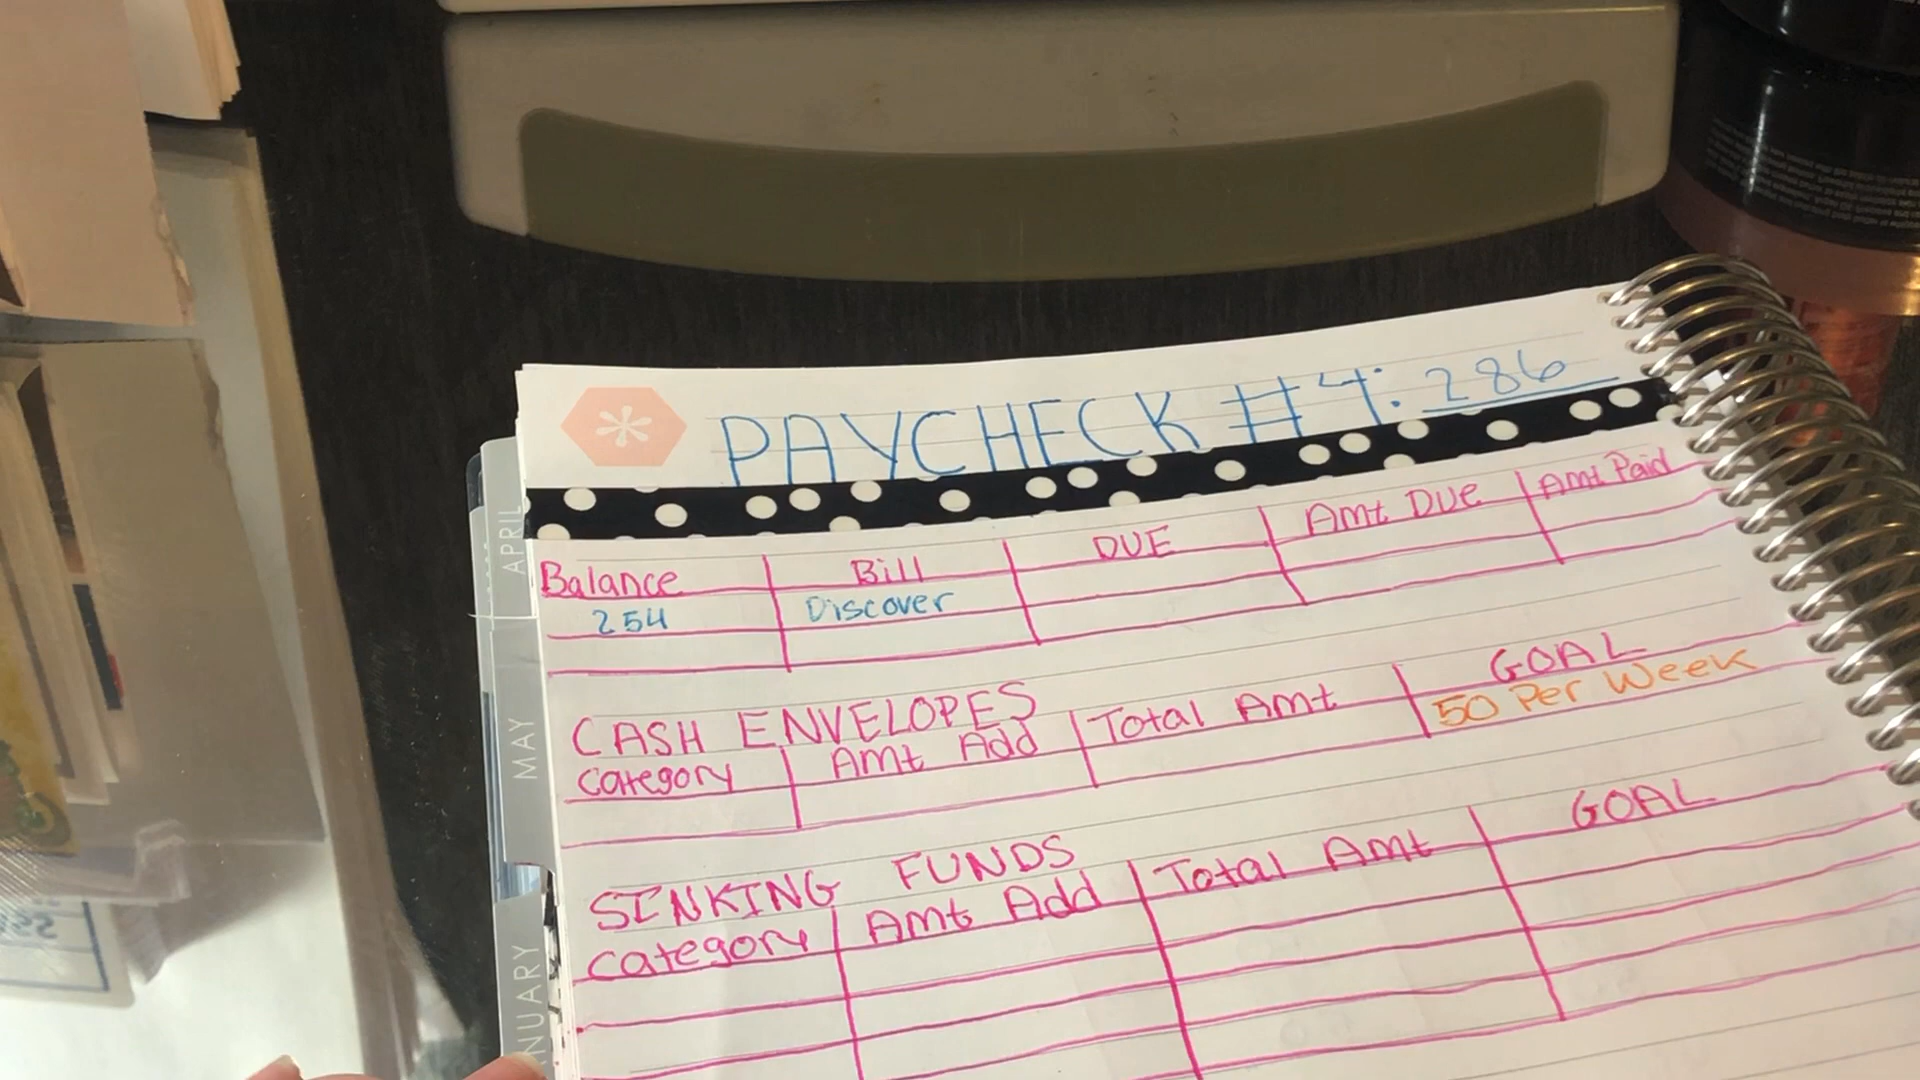 PAYCHECK #4: 286
Balance Bill DUE Amt DUE Amt Paid
254 Discover
CASH ENVELOPES GOAL
Category Amt Add Total Amt 50 Per Week
SINKING FUNDS GOAL
Category Amt Add Total Amt
APRIL
MAY
NUARY